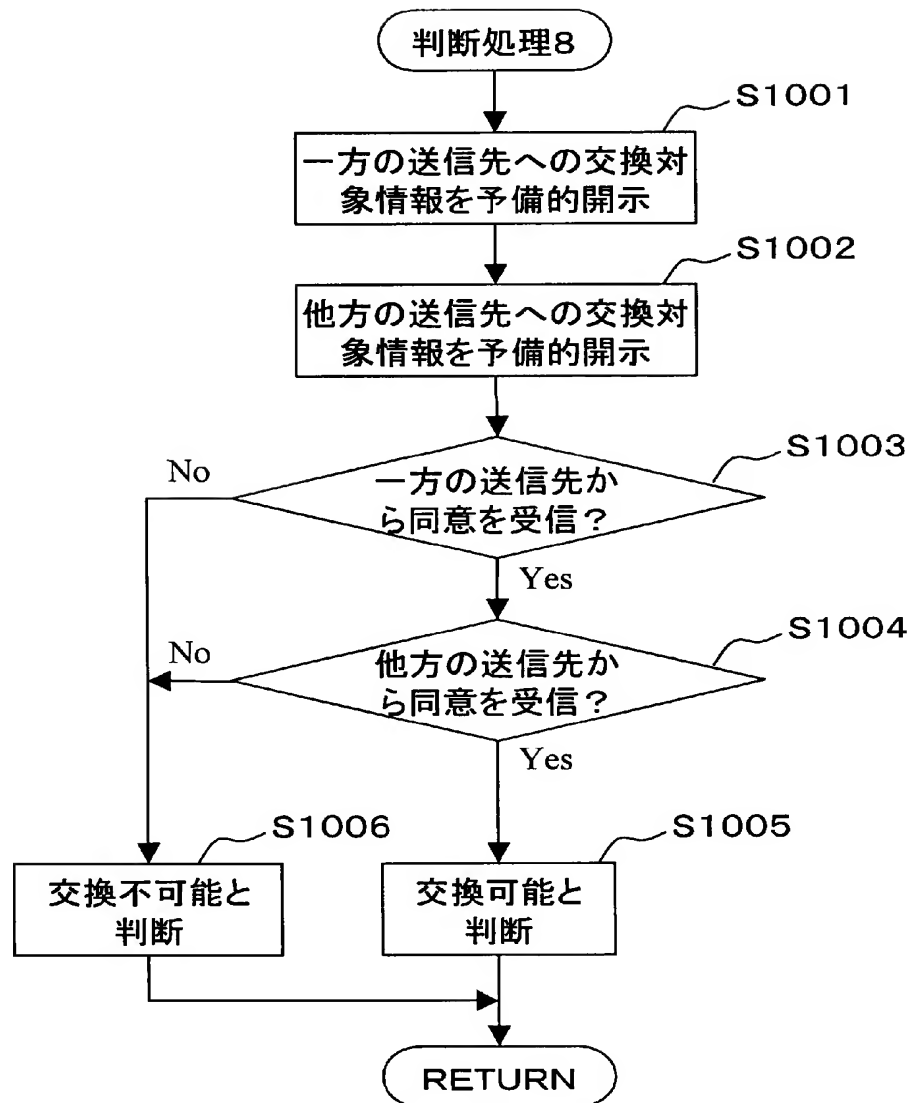 判断処理8
S1001
一方の送信先への交換対
象情報を予備的開示
S1002
他方の送信先への交換対
象情報を予備的開示
S1003
No
一方の送信先か
ら同意を受信?
Yes
S1004
No
他方の送信先か
ら同意を受信?
Yes
S1006
S1005
交換不可能と
判断
交換可能と
判断
RETURN